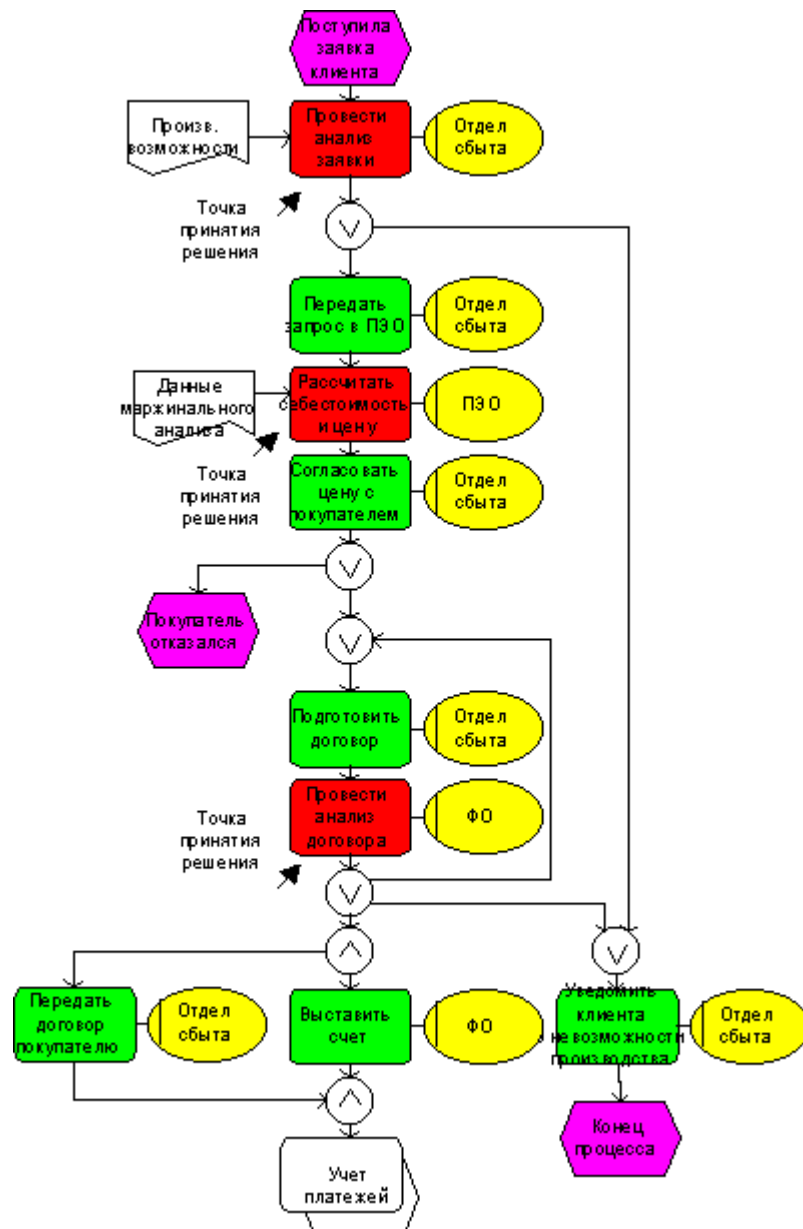 Поступила
заявка
клиента
Произв.
возможности
Провести
анализ
заявки
Отдел
сбыта
Точка
принятия
решения
Передать
запрос в ПЭО
Отдел
сбыта
Данные
маржинального
анализа
Рассчитать
себестоимость
и цену
ПЭО
Точка
принятия
решения
Согласовать
цену с
покупателем
Отдел
сбыта
Покупатель
отказался
Подготовить
договор
Отдел
сбыта
Точка
принятия
решения
Провести
анализ
договора
ФО
Передать
договор
покупателю
Отдел
сбыта
Выставить
счет
ФО
Уведомить
клиента
о невозможности
производства
Отдел
сбыта
Конец
процесса
Учет
платежей